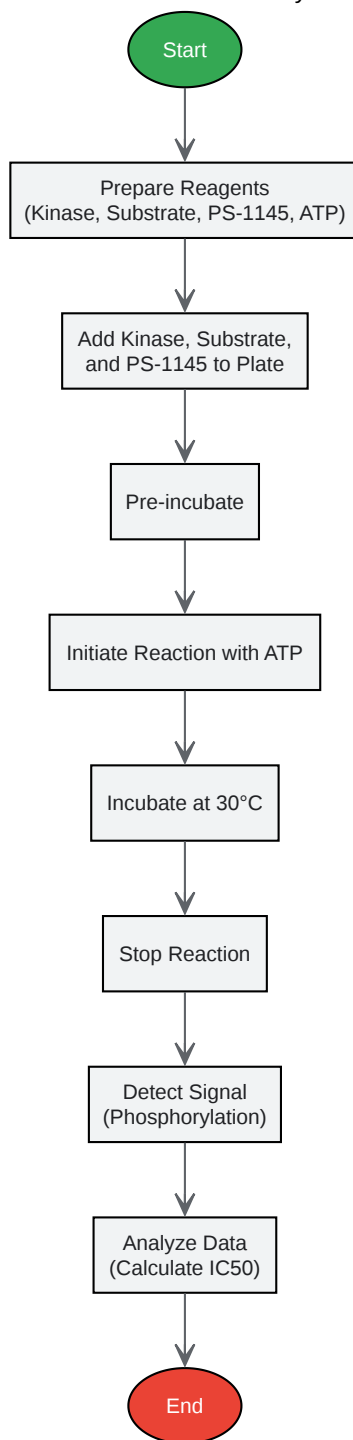 Start
Prepare Reagents
(Kinase, Substrate, PS-1145, ATP)
Add Kinase, Substrate,
and PS-1145 to Plate
Pre-incubate
Initiate Reaction with ATP
Incubate at 30°C
Stop Reaction
Detect Signal
(Phosphorylation)
Analyze Data
(Calculate IC50)
End